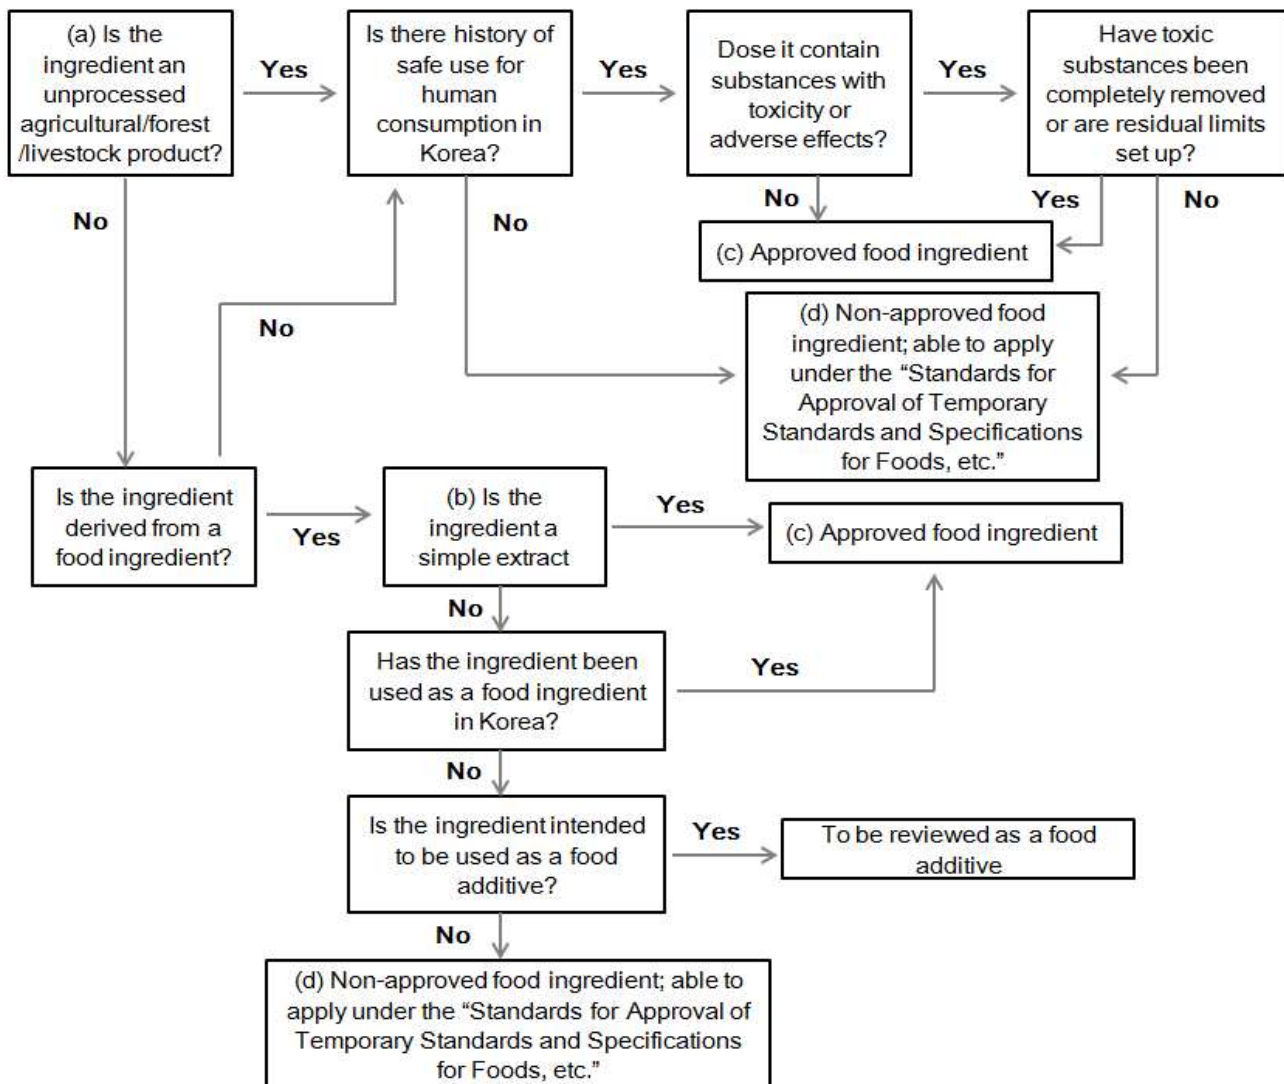 (a) Is the
ingredient an
unprocessed
agricultural/forest
/livestock product?
Yes
Is there history of
safe use for
human
consumption in
Korea?
Yes
Dose it contain
substances with
toxicity or
adverse effects?
Yes
Have toxic
substances been
completely removed
or are residual limits
set up?
No
No
No
Yes
No
(c) Approved food ingredient
No
(d) Non-approved food
ingredient; able to apply
under the “Standards for
Approval of Temporary
Standards and Specifications
for Foods, etc.”
Is the ingredient
derived from a
food ingredient?
Yes
(b) Is the
ingredient a
simple extract
Yes
(c) Approved food ingredient
No
Has the ingredient been
used as a food ingredient
in Korea?
Yes
No
Is the ingredient intended
to be used as a food
additive?
Yes
To be reviewed as a food
additive
No
(d) Non-approved food ingredient; able to
apply under the “Standards for Approval of
Temporary Standards and Specifications
for Foods, etc.”